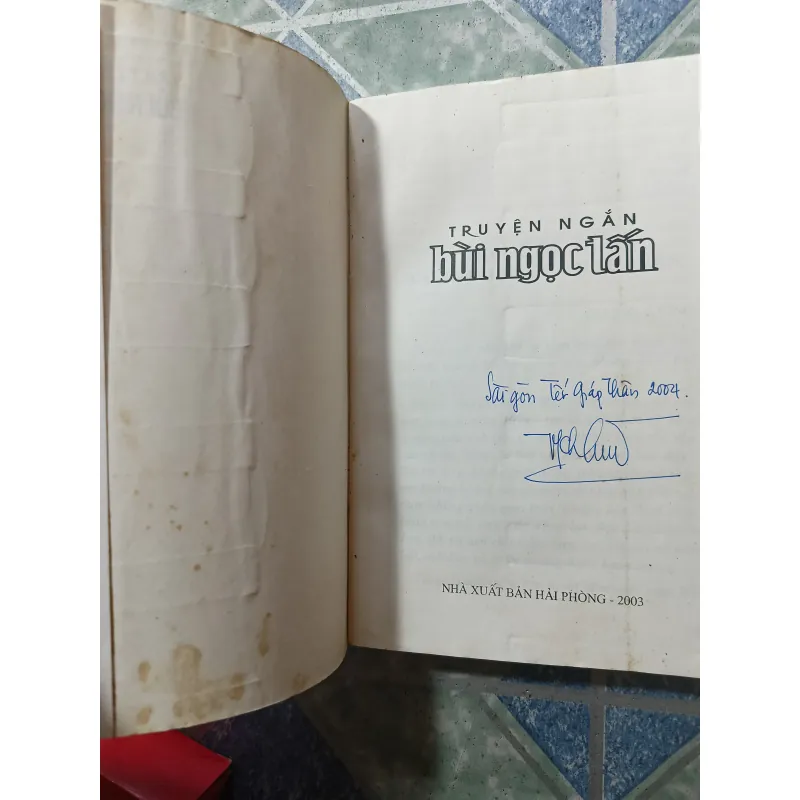 TRUYỆN NGẮN
bùi ngọc tấn
Sài gòn Tết Giáp Thân 2004.
NHÀ XUẤT BẢN HẢI PHÒNG - 2003